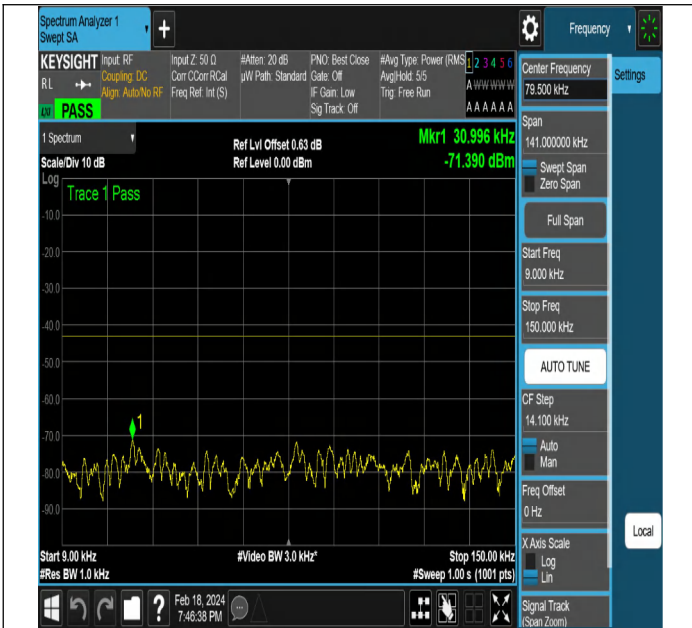 Spectrum Analyzer 1
Swept SA
Frequency
KEYSIGHT
R L
LXI
PASS
Input: RF
Coupling: DC
Align: Auto/No RF
Input Z: 50 Ω
Corr CCorr RCal
Freq Ref: Int (S)
#Atten: 20 dB
µW Path: Standard
PNO: Best Close
Gate: Off
IF Gain: Low
Sig Track: Off
#Avg Type: Power (RMS
Avg|Hold: 5/5
Trig: Free Run
1 2 3 4 5 6
A W W W W W
A A A A A A
1 Spectrum
Scale/Div 10 dB
Ref Lvl Offset 0.63 dB
Ref Level 0.00 dBm
Mkr1 30.996 kHz
-71.390 dBm
Log
Trace 1 Pass
-10.0
-20.0
-30.0
-40.0
-50.0
-60.0
-70.0
-80.0
-90.0
1
Start 9.00 kHz
#Res BW 1.0 kHz
#Video BW 3.0 kHz*
Stop 150.00 kHz
#Sweep 1.00 s (1001 pts)
?
Feb 18, 2024
7:46:38 PM
Center Frequency
79.500 kHz
Span
141.000000 kHz
Swept Span
Zero Span
Full Span
Start Freq
9.000 kHz
Stop Freq
150.000 kHz
AUTO TUNE
CF Step
14.100 kHz
Auto
Man
Freq Offset
0 Hz
X Axis Scale
Log
Lin
Signal Track
(Span Zoom)
Settings
Local